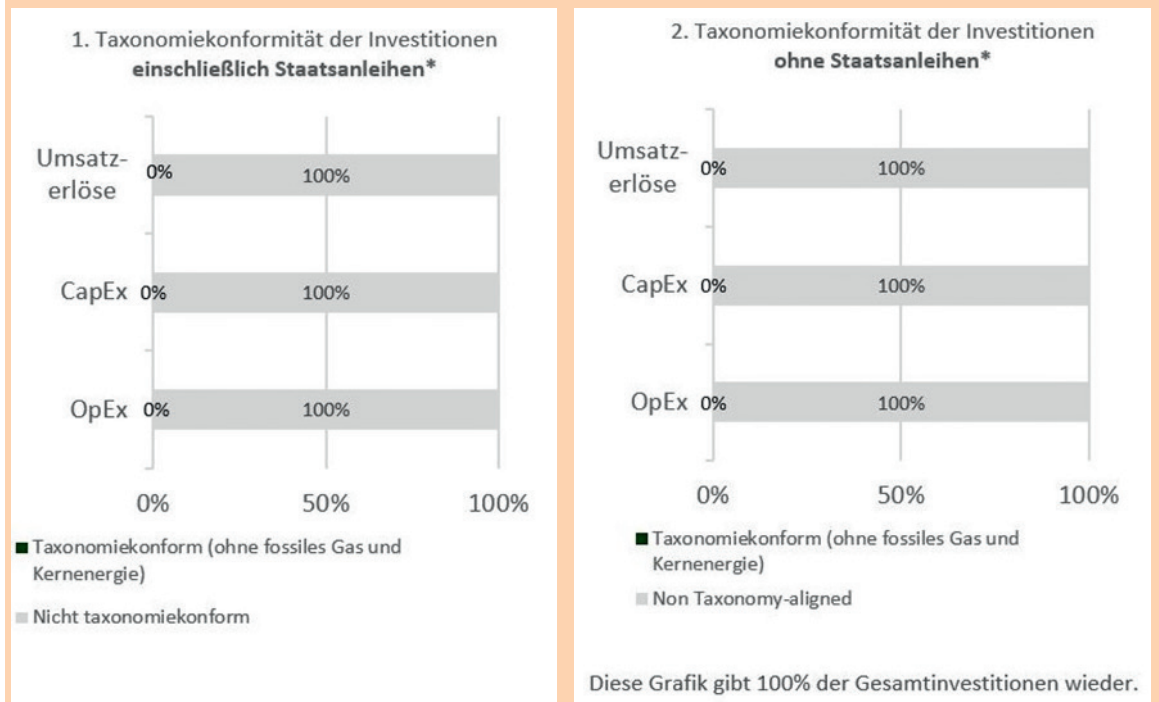 1. Taxonomiekonformität der Investitionen
einschließlich Staatsanleihen*
Umsatz-
erlöse
0%
100%
CapEx
0%
100%
OpEx
0%
100%
0%
50%
100%
Taxonomiekonform (ohne fossiles Gas und
Kernenergie)
Nicht taxonomiekonform
2. Taxonomiekonformität der Investitionen
ohne Staatsanleihen*
Umsatz-
erlöse
0%
100%
CapEx
0%
100%
OpEx
0%
100%
0%
50%
100%
Taxonomiekonform (ohne fossiles Gas und
Kernenergie)
Non Taxonomy-aligned
Diese Grafik gibt 100% der Gesamtinvestitionen wieder.